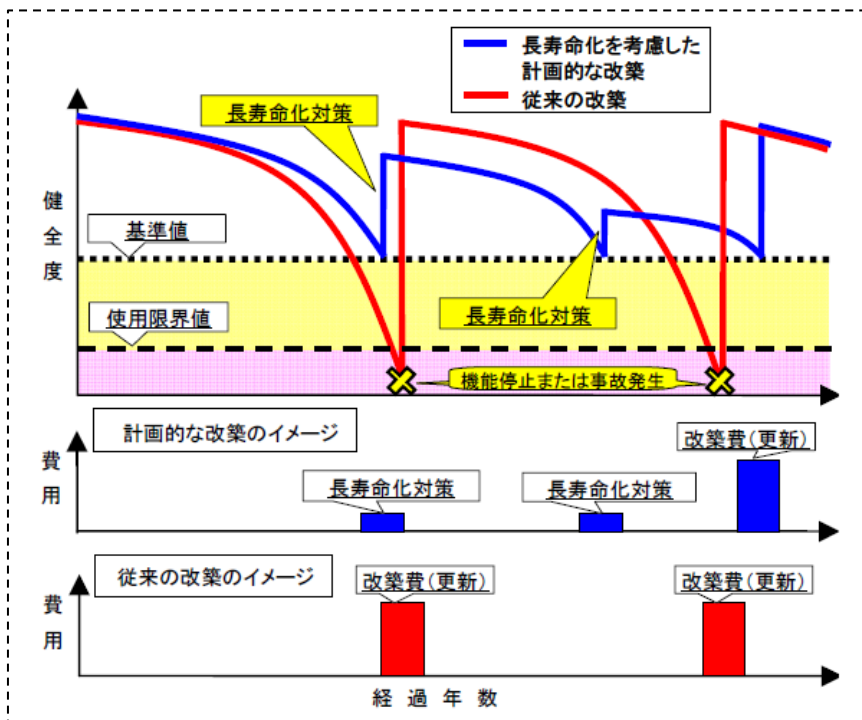 長寿命化を考慮した
計画的な改築
従来の改築
長寿命化対策
健全度
基準値
長寿命化対策
使用限界値
機能停止または事故発生
計画的な改築のイメージ
改築費(更新)
費用
長寿命化対策
長寿命化対策
従来の改築のイメージ
改築費(更新)
改築費(更新)
費用
経過年数